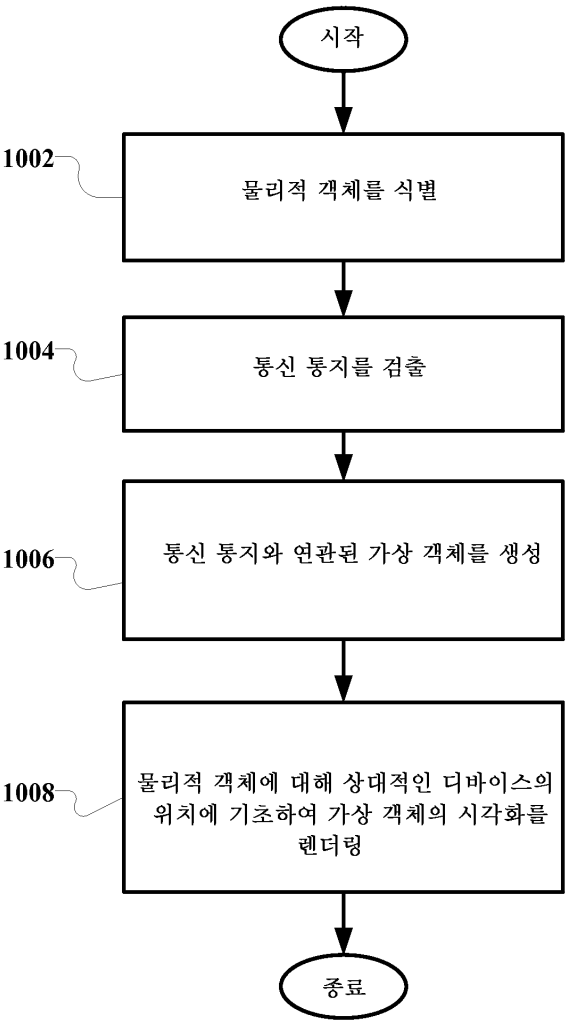 시작
1002
물리적 객체를 식별
1004
통신 통지를 검출
1006
통신 통지와 연관된 가상 객체를 생성
1008
물리적 객체에 대해 상대적인 디바이스의
위치에 기초하여 가상 객체의 시각화를
렌더링
종료